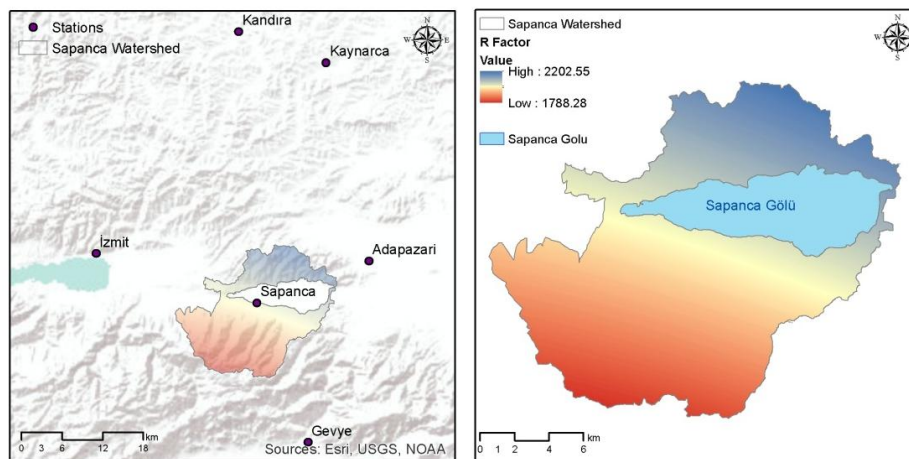 Stations
Sapanca Watershed
Kandıra
Kaynarca
N
W E
S
İzmit
Adapazari
Sapanca
Gevye
km
0 3 6 12 18
Sources: Esri, USGS, NOAA
Sapanca Watershed
R Factor
Value
High : 2202.55
Low : 1788.28
Sapanca Golu
N
W E
S
Sapanca Gölü
km
0 1 2 4 6